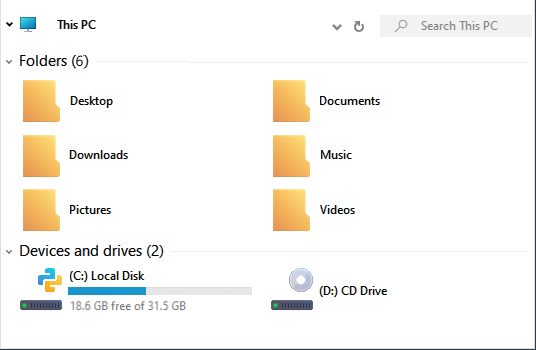 This PC
Search This PC
Folders (6)
Desktop
Documents
Downloads
Music
Pictures
Videos
Devices and drives (2)
(C:) Local Disk
18.6 GB free of 31.5 GB
(D:) CD Drive